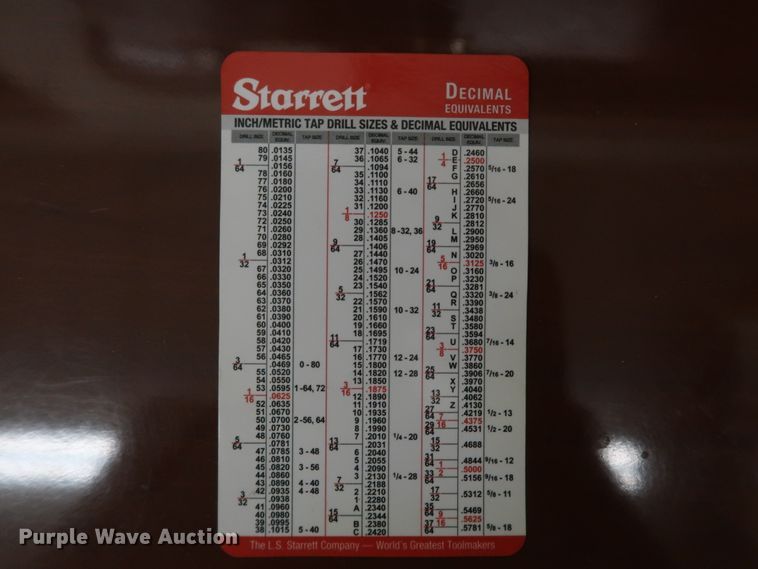 Starrett®
DECIMAL
EQUIVALENTS
INCH/METRIC TAP DRILL SIZES & DECIMAL EQUIVALENTS
DRILL INCH DECIMAL EQUIV. TAP SIZE DRILL INCH DECIMAL EQUIV. TAP SIZE DRILL INCH DECIMAL EQUIV. TAP SIZE
80 .0135
79 .0145
1/64 .0156
78 .0160
77 .0180
76 .0200
75 .0210
74 .0225
73 .0240
72 .0250
71 .0260
70 .0280
69 .0292
68 .0310
1/32 .0312
67 .0320
66 .0330
65 .0350
64 .0360
63 .0370
62 .0380
61 .0390
60 .0400
59 .0410
58 .0420
57 .0430
56 .0465
3/64 .0469 0 - 80
55 .0520
54 .0550
53 .0595 1-64, 72
1/16 .0625
52 .0635
51 .0670
50 .0700 2-56, 64
49 .0730
48 .0760
5/64 .0781
47 .0785 3 - 48
46 .0810
45 .0820 3 - 56
44 .0860
43 .0890 4 - 40
42 .0935 4 - 48
3/32 .0938
41 .0960
40 .0980
39 .0995
38 .1015 5 - 40
37 .1040 5 - 44
36 .1065 6 - 32
7/64 .1094
35 .1100
34 .1110
33 .1130 6 - 40
32 .1160
31 .1200
1/8 .1250
30 .1285
29 .1360 8 - 32, 36
28 .1405
9/64 .1406
27 .1440
26 .1470
25 .1495 10 - 24
24 .1520
23 .1540
5/32 .1562
22 .1570
21 .1590 10 - 32
20 .1610
19 .1660
18 .1695
11/64 .1719
17 .1730
16 .1770 12 - 24
15 .1800
14 .1820 12 - 28
13 .1850
3/16 .1875
12 .1890
11 .1910
10 .1935
9 .1960
8 .1990
7 .2010 1/4 - 20
13/64 .2031
6 .2040
5 .2055
4 .2090
3 .2130 1/4 - 28
7/32 .2188
2 .2210
1 .2280
A .2340
15/64 .2344
B .2380
C .2420
D .2460
1/4 E .2500
F .2570 5/16 - 18
G .2610
17/64 .2656
H .2660
I .2720 5/16 - 24
J .2770
K .2810
9/32 .2812
L .2900
M .2950
19/64 .2969
N .3020
5/16 .3125 3/8 - 16
O .3160
P .3230
21/64 .3281
Q .3320 3/8 - 24
R .3390
11/32 .3438
S .3480
T .3580
23/64 .3594
U .3680 7/16 - 14
3/8 .3750
V .3770
W .3860
25/64 .3906 7/16 - 20
X .3970
Y .4040
13/32 .4062
Z .4130
27/64 .4219 1/2 - 13
7/16 .4375
29/64 .4531 1/2 - 20
15/32 .4688
31/64 .4844 9/16 - 12
1/2 .5000
33/64 .5156 9/16 - 18
17/32 .5312 5/8 - 11
35/64 .5469
9/16 .5625
37/64 .5781 5/8 - 18
The L.S. Starrett Company — World's Greatest Toolmakers
Purple Wave Auction